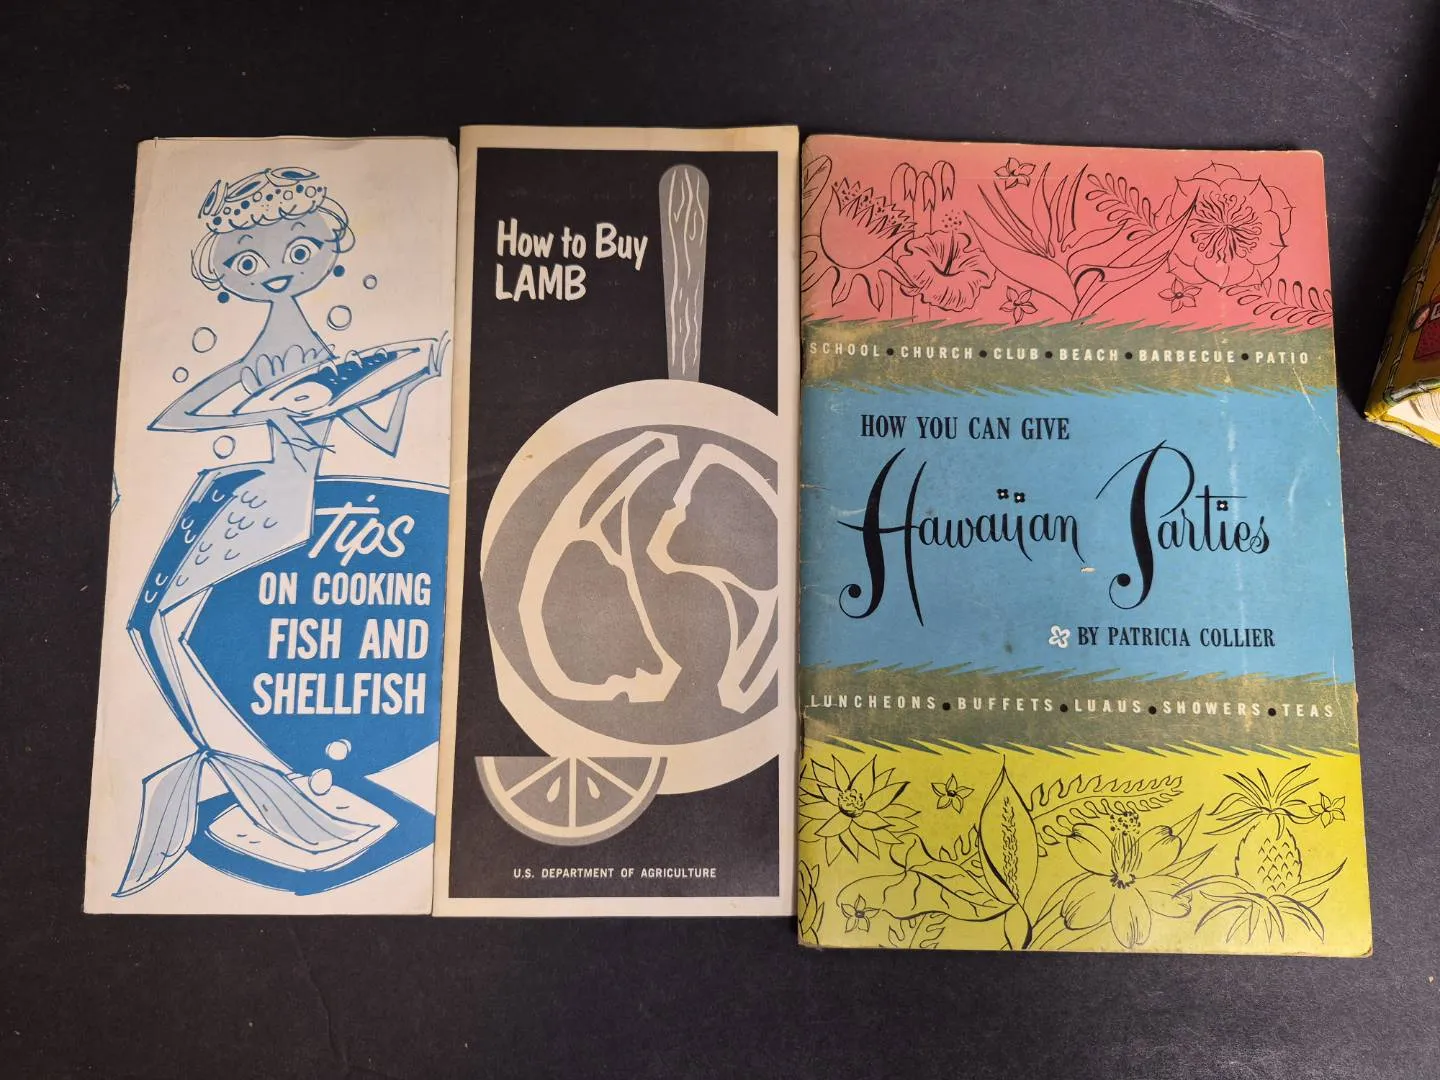 Tips
ON COOKING
FISH AND
SHELLFISH
How to Buy
LAMB
U.S. DEPARTMENT OF AGRICULTURE
SCHOOL • CHURCH • CLUB • BEACH • BARBECUE • PATIO
HOW YOU CAN GIVE
Hawaiian Parties
BY PATRICIA COLLIER
LUNCHEONS • BUFFETS • LUAUS • SHOWERS • TEAS